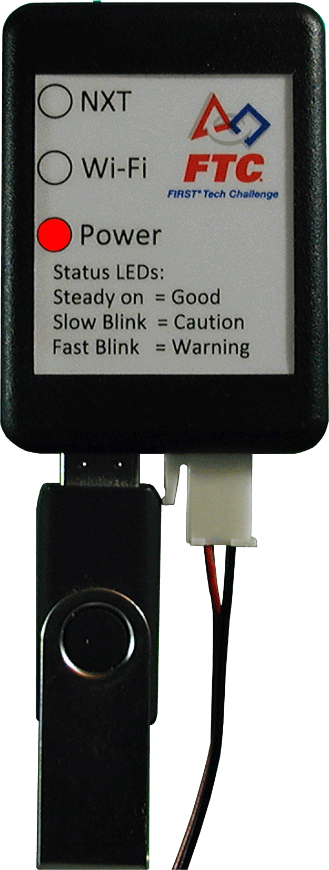 NXT
Wi-Fi
FTC
FIRST® Tech Challenge
Power
Status LEDs:
Steady on = Good
Slow Blink = Caution
Fast Blink = Warning